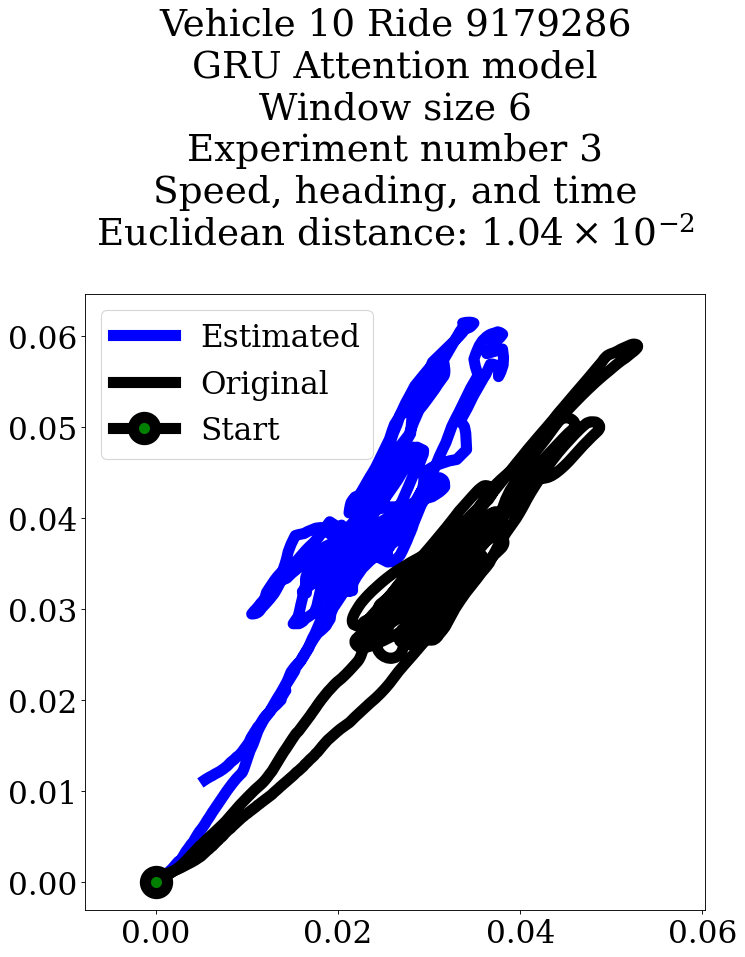 Vehicle 10 Ride 9179286
GRU Attention model
Window size 6
Experiment number 3
Speed, heading, and time
Euclidean distance: 1.04 × 10⁻²
Estimated
Original
Start
0.06
0.05
0.04
0.03
0.02
0.01
0.00
0.00 0.02 0.04 0.06